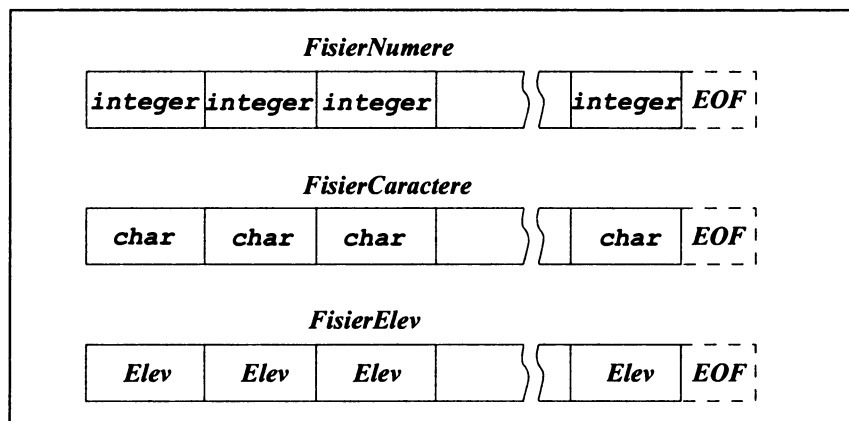 FisierNumere
integer integer integer integer EOF
FisierCaractere
char char char char EOF
FisierElev
Elev Elev Elev Elev EOF